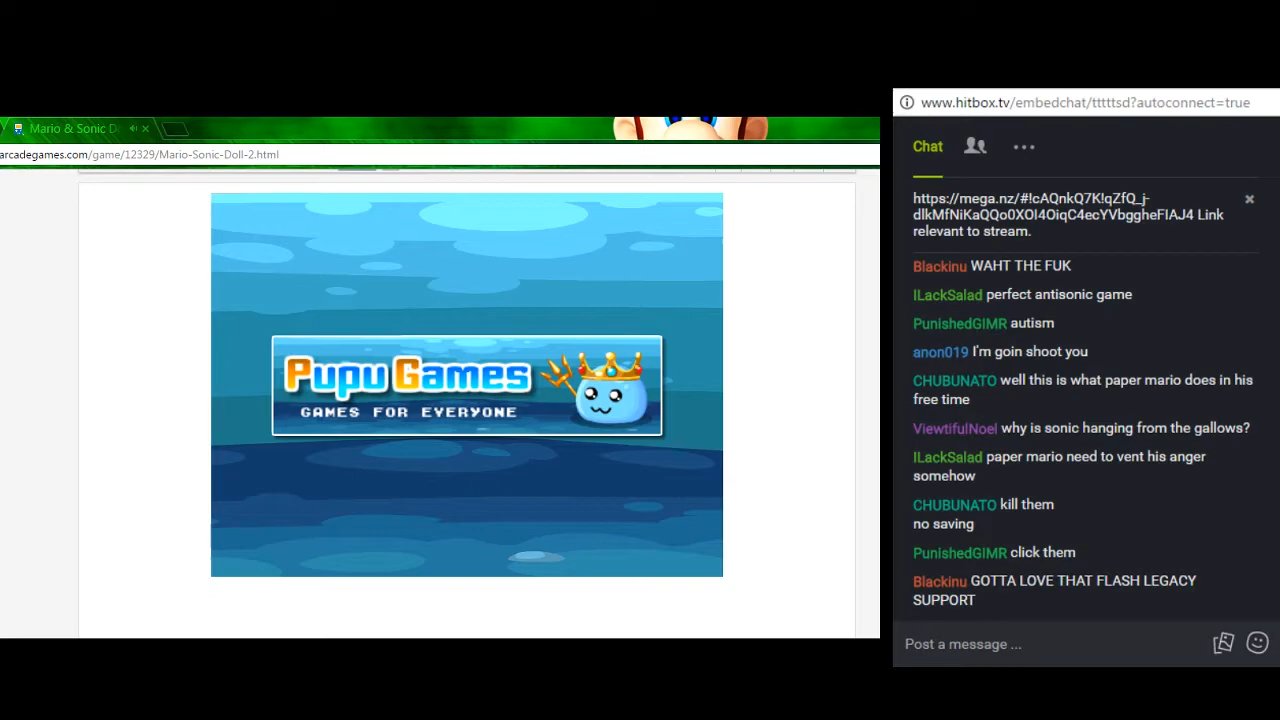 Mario & Sonic Do
arcadegames.com/game/12329/Mario-Sonic-Doll-2.html
Pupu Games
GAMES FOR EVERYONE
www.hitbox.tv/embedchat/tttttsd?autoconnect=true
Chat
https://mega.nz/#!cAQnkQ7K!qZfQ_j-
dlkMfNiKaQQo0XOI4OiqC4ecYVbggheFIAJ4 Link
relevant to stream.
Blackinu WAHT THE FUK
ILackSalad perfect antisonic game
PunishedGIMR autism
anon019 I'm goin shoot you
CHUBUNATO well this is what paper mario does in his
free time
ViewtifulNoel why is sonic hanging from the gallows?
ILackSalad paper mario need to vent his anger
somehow
CHUBUNATO kill them
no saving
PunishedGIMR click them
Blackinu GOTTA LOVE THAT FLASH LEGACY
SUPPORT
Post a message ...